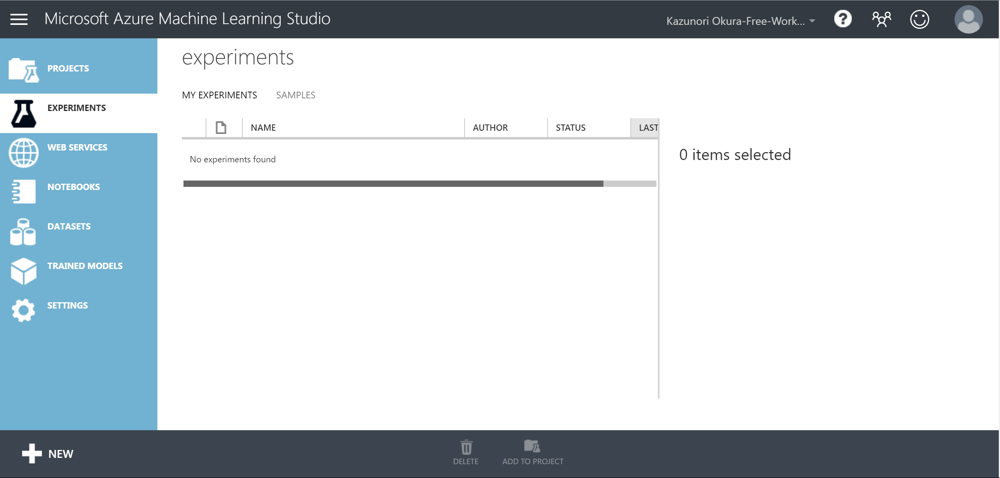 Microsoft Azure Machine Learning Studio
Kazunori Okura-Free-Work...
?
PROJECTS
EXPERIMENTS
WEB SERVICES
NOTEBOOKS
DATASETS
TRAINED MODELS
SETTINGS
experiments
MY EXPERIMENTS SAMPLES
NAME AUTHOR STATUS LAST
No experiments found
0 items selected
NEW
DELETE
ADD TO PROJECT